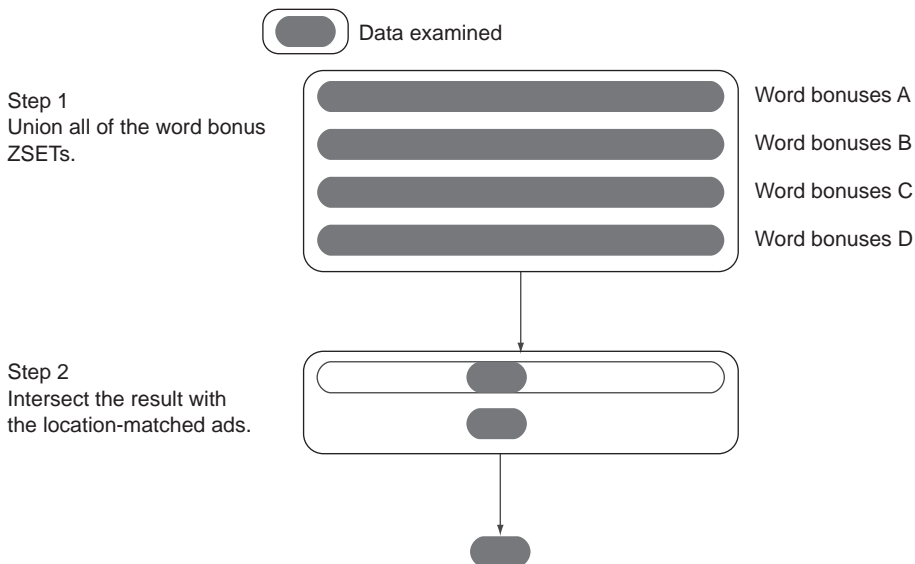 Data examined
Step 1
Union all of the word bonus
ZSETs.
Word bonuses A
Word bonuses B
Word bonuses C
Word bonuses D
Step 2
Intersect the result with
the location-matched ads.